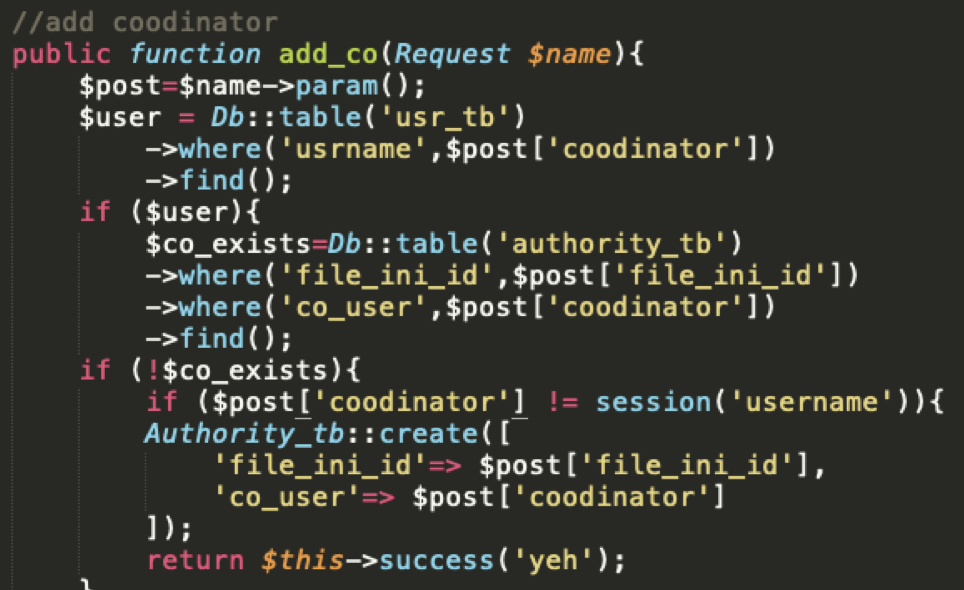 //add coodinator
public function add_co(Request $name){
$post=$name->param();
$user = Db::table('usr_tb')
->where('usrname',$post['coodinator'])
->find();
if ($user){
$co_exists=Db::table('authority_tb')
->where('file_ini_id',$post['file_ini_id'])
->where('co_user',$post['coodinator'])
->find();
if (!$co_exists){
if ($post['coodinator'] != session('username')){
Authority_tb::create([
'file_ini_id'=> $post['file_ini_id'],
'co_user'=> $post['coodinator']
]);
return $this->success('yeh');
}